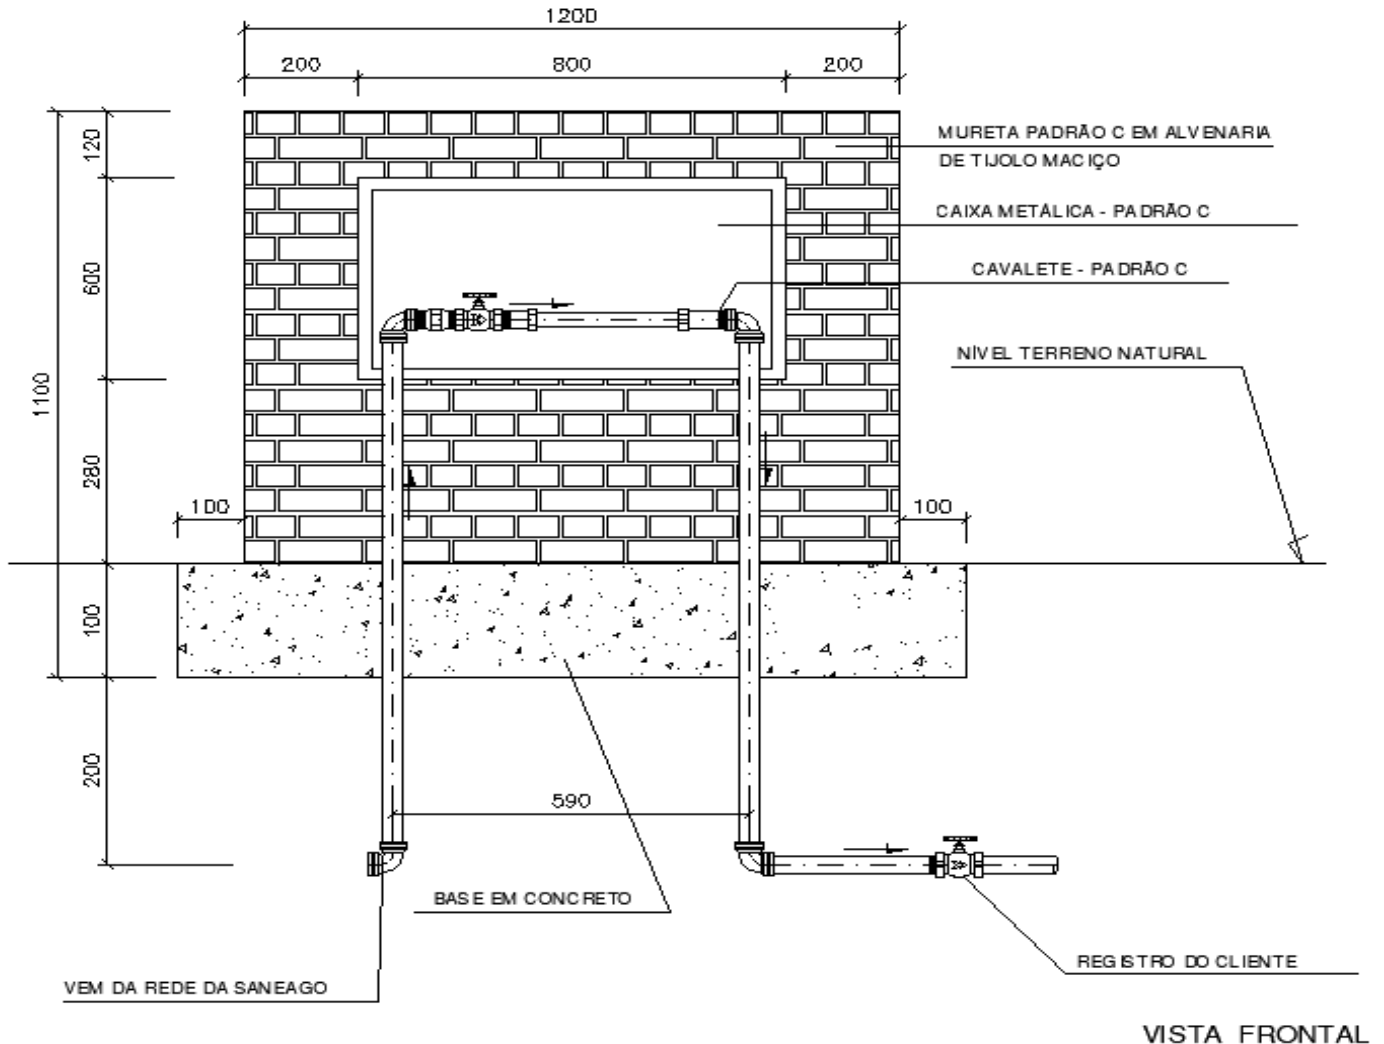 1200
200
800
200
120
MURETA PADRÃO C EM ALVENARIA
DE TIJOLO MACIÇO
CAIXA METÁLICA - PADRÃO C
600
CAVALETE - PADRÃO C
NÍVEL TERRENO NATURAL
1100
280
100
100
100
200
590
BASE EM CONCRETO
REGISTRO DO CLIENTE
VEM DA REDE DA SANEAGO
VISTA FRONTAL